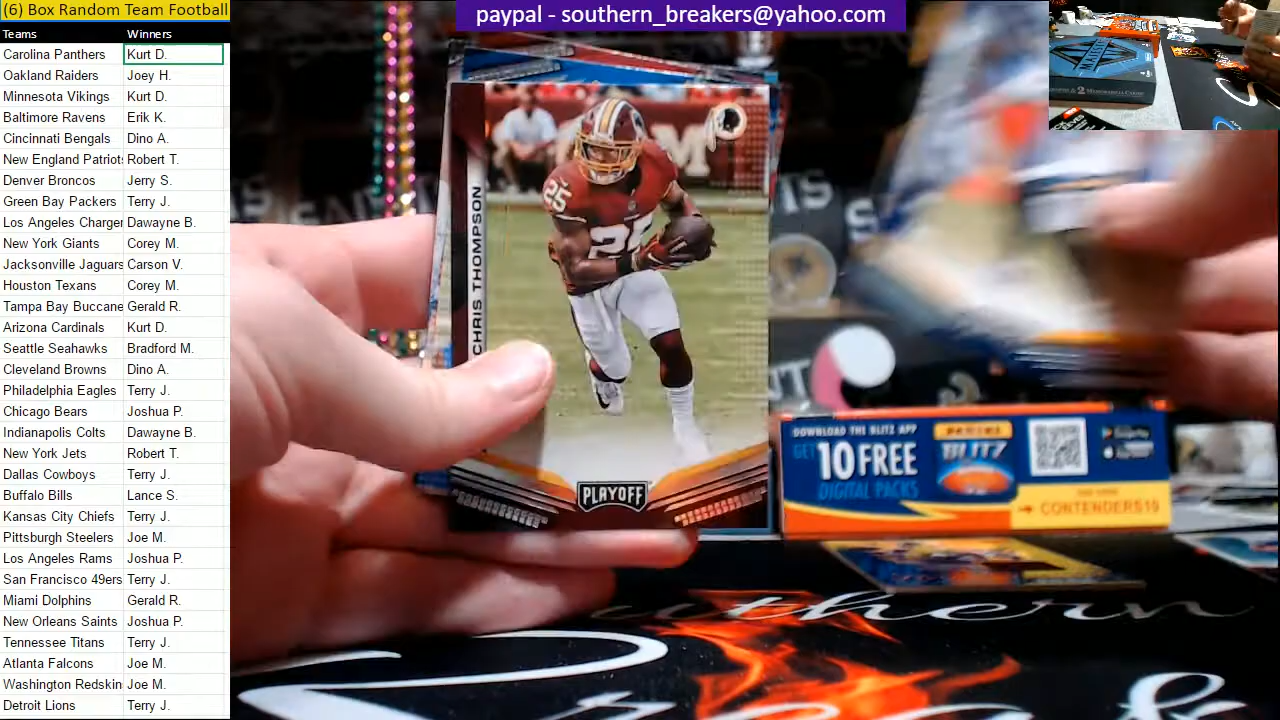 (6) Box Random Team Football
Teams Winners
Carolina Panthers Kurt D.
Oakland Raiders Joey H.
Minnesota Vikings Kurt D.
Baltimore Ravens Erik K.
Cincinnati Bengals Dino A.
New England Patriots Robert T.
Denver Broncos Jerry S.
Green Bay Packers Terry J.
Los Angeles Charger Dawayne B.
New York Giants Corey M.
Jacksonville Jaguars Carson V.
Houston Texans Corey M.
Tampa Bay Buccane Gerald R.
Arizona Cardinals Kurt D.
Seattle Seahawks Bradford M.
Cleveland Browns Dino A.
Philadelphia Eagles Terry J.
Chicago Bears Joshua P.
Indianapolis Colts Dawayne B.
New York Jets Robert T.
Dallas Cowboys Terry J.
Buffalo Bills Lance S.
Kansas City Chiefs Terry J.
Pittsburgh Steelers Joe M.
Los Angeles Rams Joshua P.
San Francisco 49ers Terry J.
Miami Dolphins Gerald R.
New Orleans Saints Joshua P.
Tennessee Titans Terry J.
Atlanta Falcons Joe M.
Washington Redskin Joe M.
Detroit Lions Terry J.
paypal - southern_breakers@yahoo.com
CHRIS THOMPSON
25
25
PLAYOFF
DOWNLOAD THE BLITZ APP
GET 10 FREE
DIGITAL PACKS
PANINI
BLITZ
→ CONTENDERS19
Southern